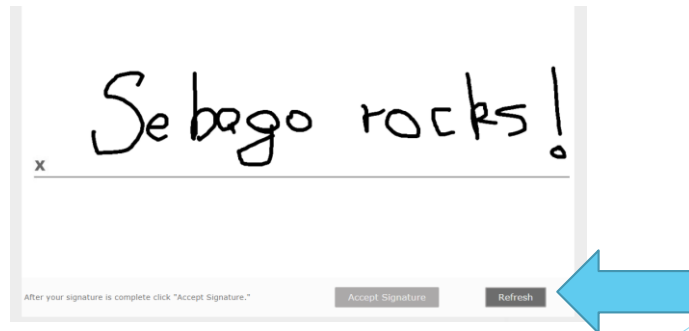 Sebago rocks!
x
After your signature is complete click "Accept Signature."
Accept Signature
Refresh